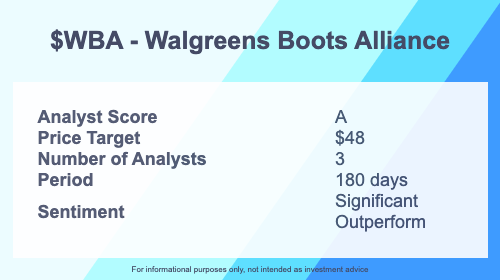 $WBA - Walgreens Boots Alliance
Analyst Score A
Price Target $48
Number of Analysts 3
Period 180 days
Sentiment Significant
Outperform
For informational purposes only, not intended as investment advice